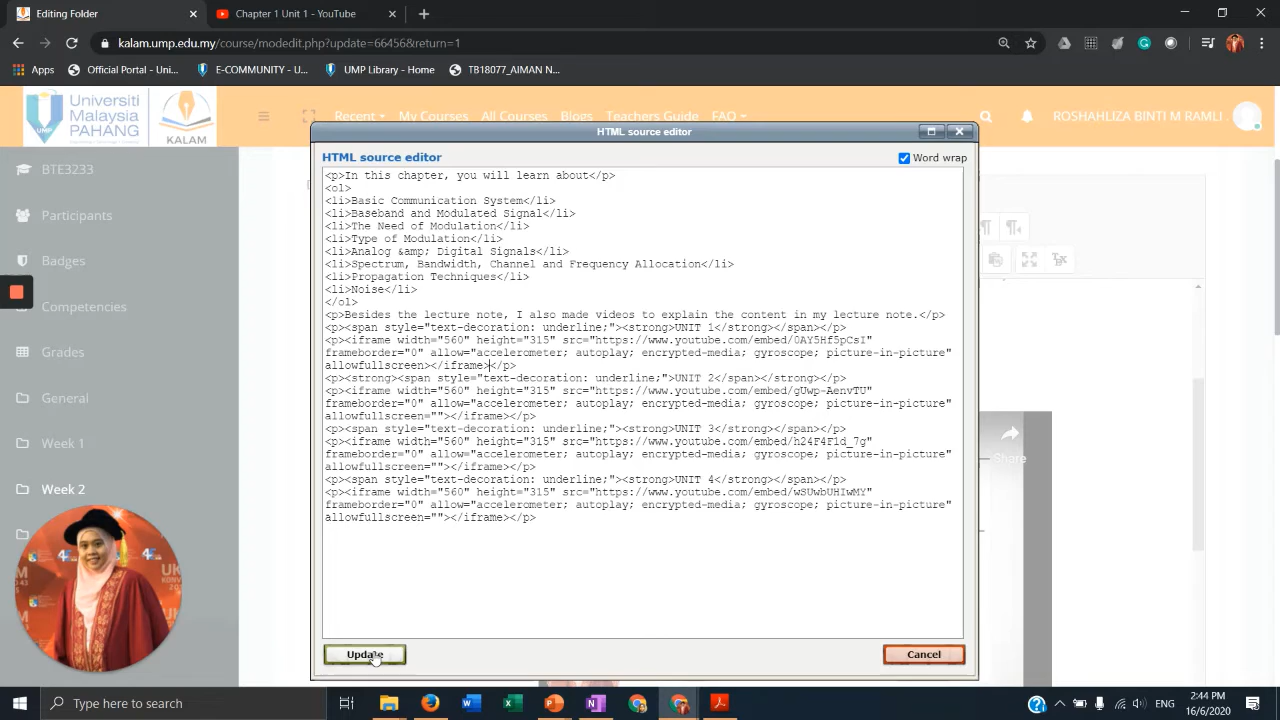 Editing Folder
Chapter 1 Unit 1 - YouTube
kalam.ump.edu.my/course/modedit.php?update=66456&return=1
Apps
Official Portal - Uni...
E-COMMUNITY - U...
UMP Library - Home
TB18077_AIMAN N...
Universiti
Malaysia
PAHANG
UMP
KALAM
Recent
My Courses
All Courses
Blogs
Teachers Guide
FAQ
ROSHAHLIZA BINTI M RAMLI
BTE3233
Participants
Badges
Competencies
Grades
General
Week 1
Week 2
HTML source editor
HTML source editor
Word wrap
<p>In this chapter, you will learn about</p>
<ol>
<li>Basic Communication System</li>
<li>Baseband and Modulated Signal</li>
<li>The Need of Modulation</li>
<li>Type of Modulation</li>
<li>Analog &amp; Digital Signals</li>
<li>Spectrum, Bandwidth, Channel and Frequency Allocation</li>
<li>Propagation Techniques</li>
<li>Noise</li>
</ol>
<p>Besides the lecture note, I also made videos to explain the content in my lecture note.</p>
<p><span style="text-decoration: underline;"><strong>UNIT 1</strong></span></p>
<p><iframe width="560" height="315" src="https://www.youtube.com/embed/0AY5Hf5pCsI"
frameborder="0" allow="accelerometer; autoplay; encrypted-media; gyroscope; picture-in-picture"
allowfullscreen></iframe></p>
<p><strong><span style="text-decoration: underline;">UNIT 2</span></strong></p>
<p><iframe width="560" height="315" src="https://www.youtube.com/embed/gUwp-AenvTU"
frameborder="0" allow="accelerometer; autoplay; encrypted-media; gyroscope; picture-in-picture"
allowfullscreen=""></iframe></p>
<p><span style="text-decoration: underline;"><strong>UNIT 3</strong></span></p>
<p><iframe width="560" height="315" src="https://www.youtube.com/embed/h24F4F1d_7g"
frameborder="0" allow="accelerometer; autoplay; encrypted-media; gyroscope; picture-in-picture"
allowfullscreen=""></iframe></p>
<p><span style="text-decoration: underline;"><strong>UNIT 4</strong></span></p>
<p><iframe width="560" height="315" src="https://www.youtube.com/embed/wSUwbUHIwMY"
frameborder="0" allow="accelerometer; autoplay; encrypted-media; gyroscope; picture-in-picture"
allowfullscreen=""></iframe></p>
Share
Update
Cancel
Type here to search
2:44 PM
16/6/2020